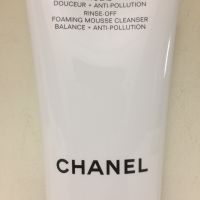 DOUCEUR + ANTI-POLLUTION
RINSE-OFF
FOAMING MOUSSE CLEANSER
BALANCE + ANTI-POLLUTION
CHANEL